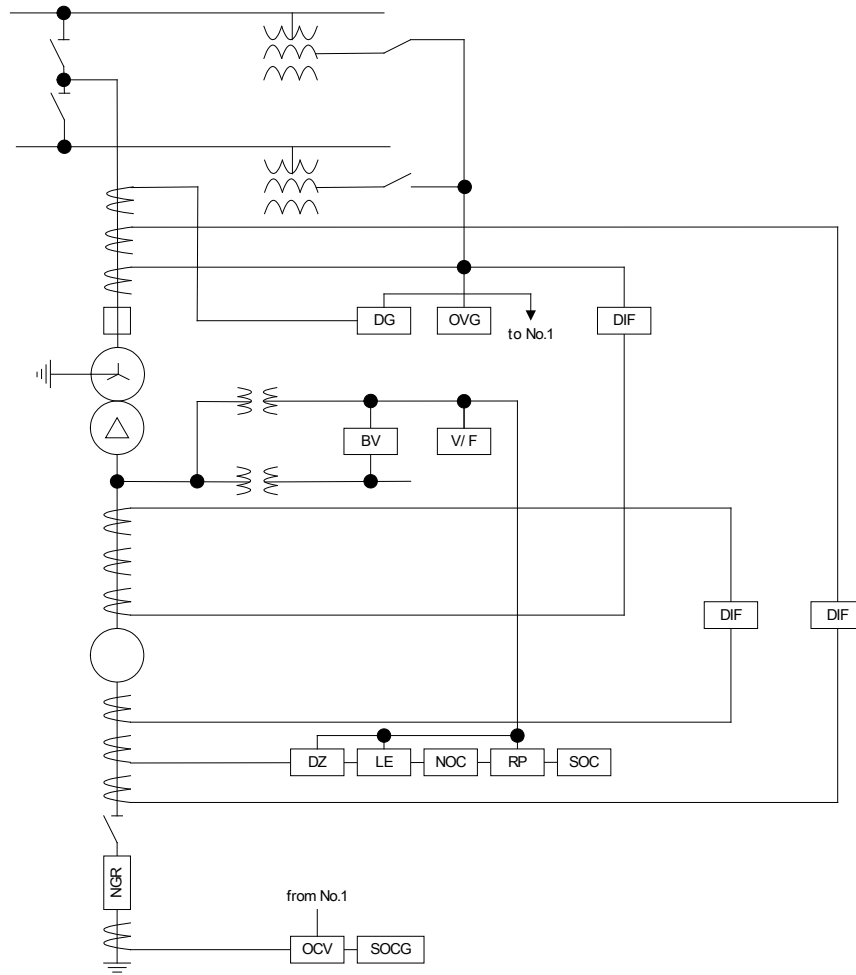 DG
OVG
to No.1
DIF
BV
V/ F
DIF
DIF
DZ
LE
NOC
RP
SOC
NGR
from No.1
OCV
SOCG